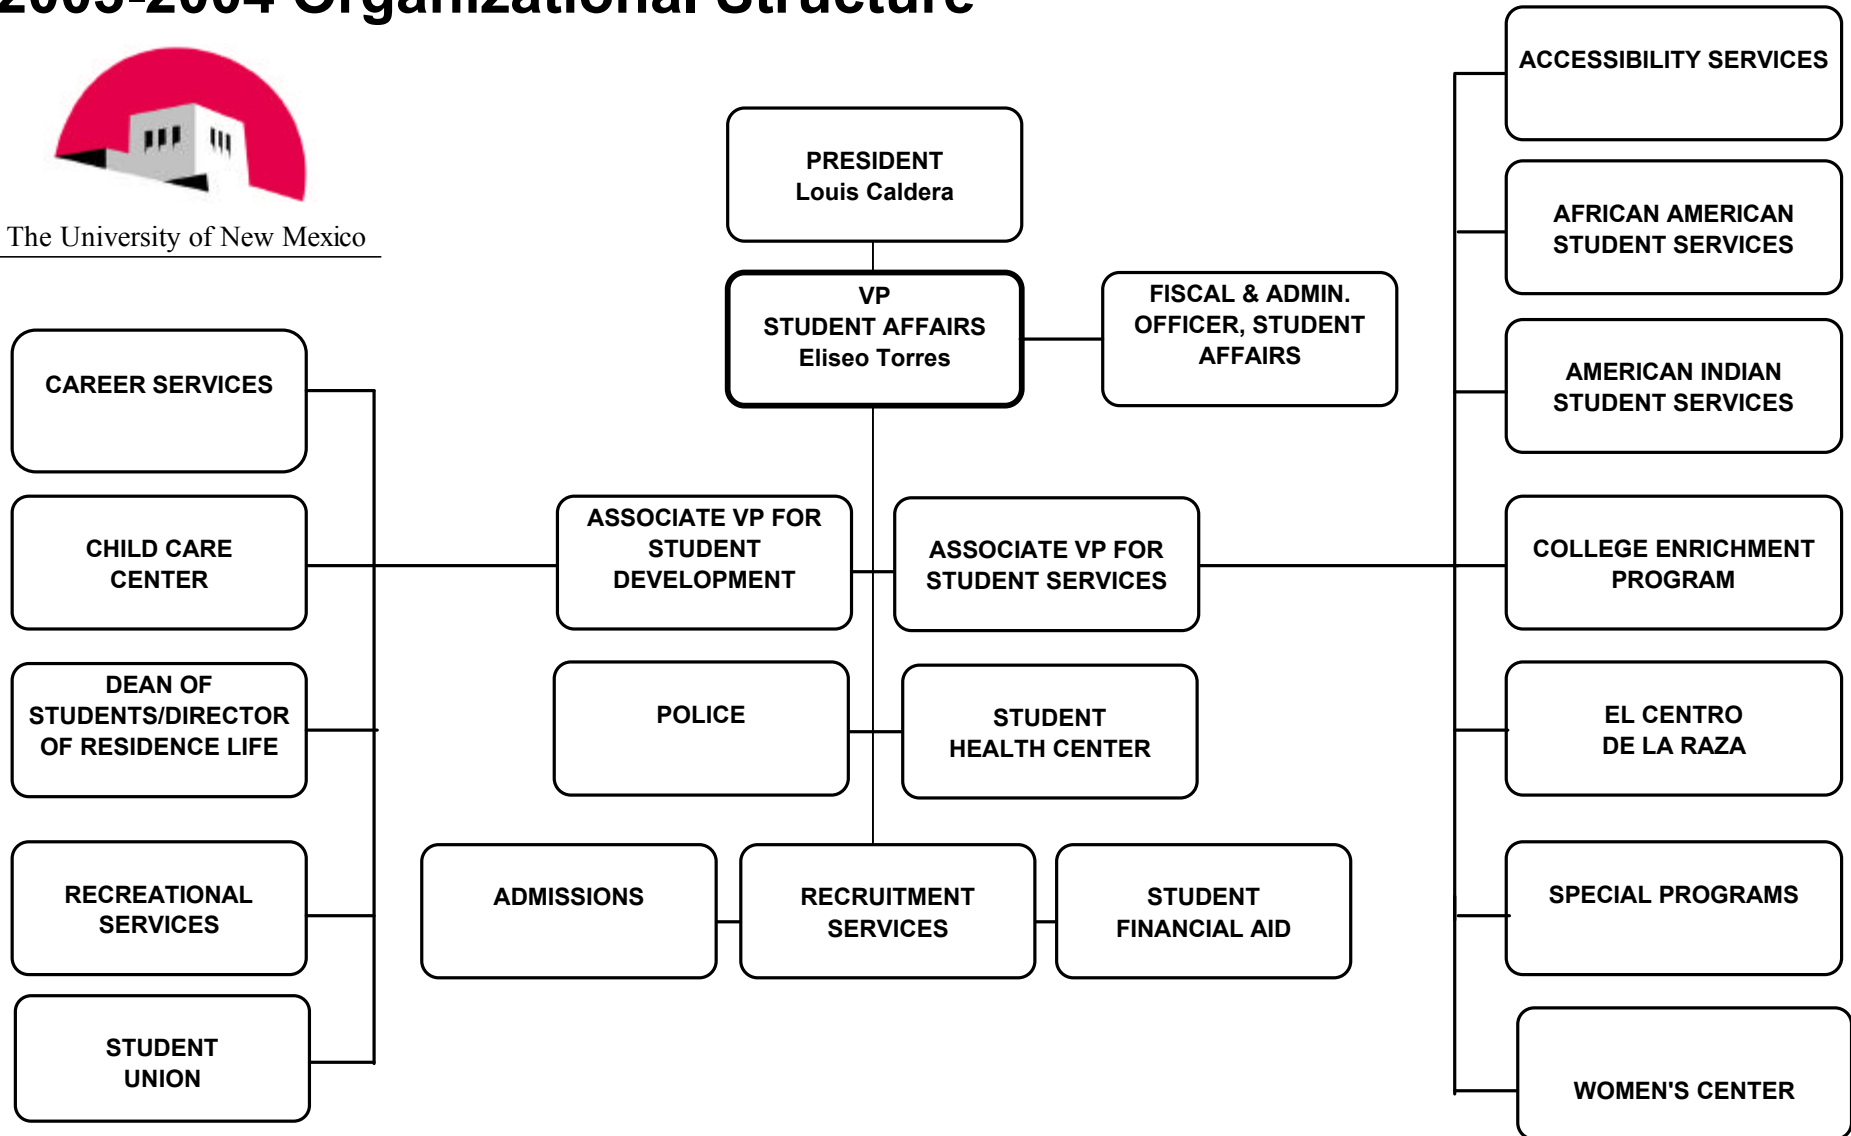 2003-2004 Organizational Structure
The University of New Mexico
PRESIDENT
Louis Caldera
VP
STUDENT AFFAIRS
Eliseo Torres
FISCAL & ADMIN.
OFFICER, STUDENT
AFFAIRS
CAREER SERVICES
CHILD CARE
CENTER
DEAN OF
STUDENTS/DIRECTOR
OF RESIDENCE LIFE
RECREATIONAL
SERVICES
STUDENT
UNION
ASSOCIATE VP FOR
STUDENT
DEVELOPMENT
ASSOCIATE VP FOR
STUDENT SERVICES
POLICE
STUDENT
HEALTH CENTER
ADMISSIONS
RECRUITMENT
SERVICES
STUDENT
FINANCIAL AID
ACCESSIBILITY SERVICES
AFRICAN AMERICAN
STUDENT SERVICES
AMERICAN INDIAN
STUDENT SERVICES
COLLEGE ENRICHMENT
PROGRAM
EL CENTRO
DE LA RAZA
SPECIAL PROGRAMS
WOMEN'S CENTER